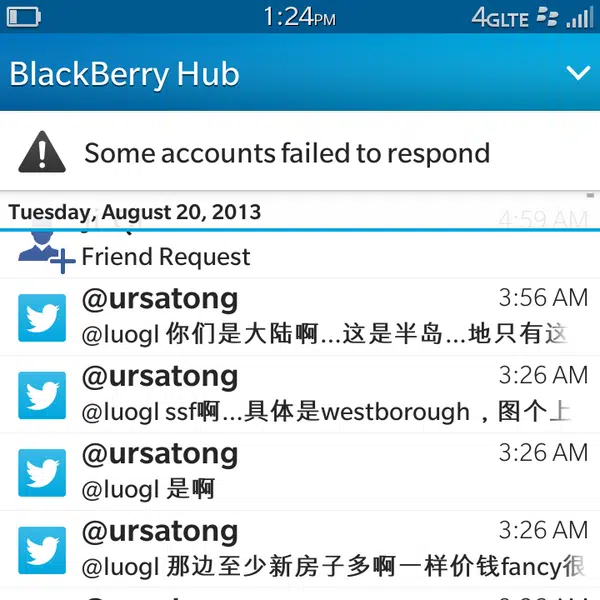 1:24PM 4GLTE
BlackBerry Hub
Some accounts failed to respond
Tuesday, August 20, 2013
4:59 AM
Friend Request
@ursatong 3:56 AM
@luogl 你们是大陆啊...这是半岛...地只有这
@ursatong 3:26 AM
@luogl ssf啊...具体是westborough，图个上
@ursatong 3:26 AM
@luogl 是啊
@ursatong 3:26 AM
@luogl 那边至少新房子多啊一样价钱fancy很